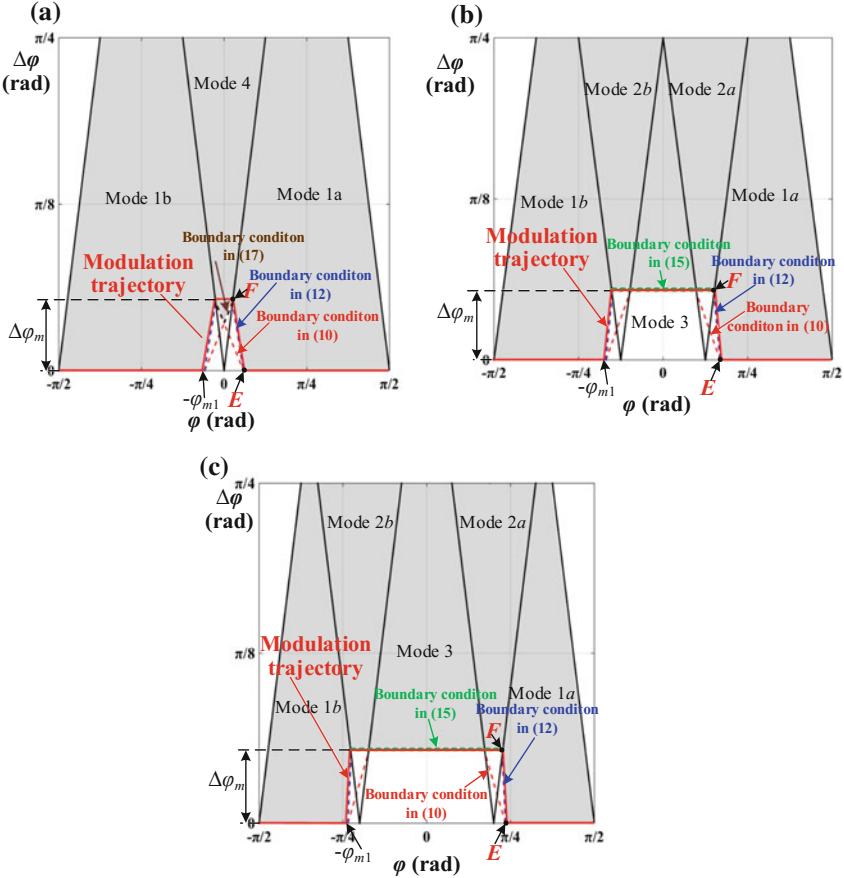 (a)
π/4
Δφ
(rad)
Mode 4
Mode 1b
Mode 1a
π/8
Boundary conditon
in (17)
Modulation
trajectory
F
Boundary conditon
in (12)
Boundary conditon
in (10)
Δφm
0
-π/2
-π/4
0
π/4
π/2
-φm1
E
φ (rad)
(b)
π/4
Δφ
(rad)
Mode 2b
Mode 2a
Mode 1b
Mode 1a
π/8
Modulation
trajectory
Boundary conditon
in (15)
F
Boundary conditon
in (12)
Mode 3
Boundary
conditon in (10)
Δφm
0
-π/2
-π/4
0
π/4
π/2
-φm1
E
φ (rad)
(c)
π/4
Δφ
(rad)
Mode 2b
Mode 2a
π/8
Mode 3
Modulation
trajectory
Mode 1b
Mode 1a
Boundary conditon
in (15)
F
Boundary conditon
in (12)
Δφm
Boundary conditon
in (10)
0
-π/2
-π/4
0
π/4
π/2
-φm1
E
φ (rad)